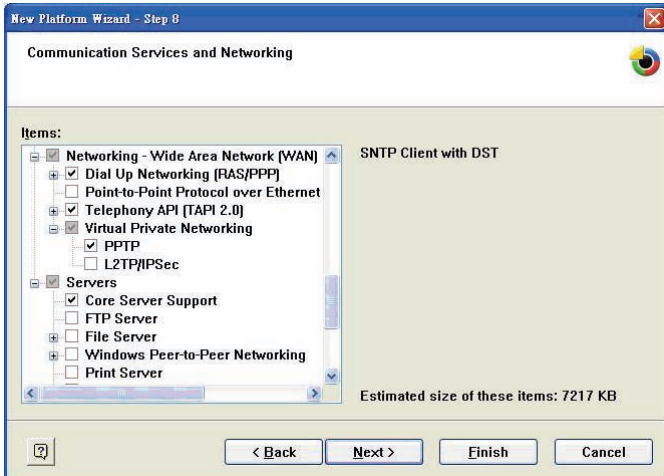 New Platform Wizard - Step 8
Communication Services and Networking
Items:
Networking - Wide Area Network (WAN)
Dial Up Networking (RAS/PPP)
Point-to-Point Protocol over Ethernet
Telephony API (TAPI 2.0)
Virtual Private Networking
PPTP
L2TP/IPSec
Servers
Core Server Support
FTP Server
File Server
Windows Peer-to-Peer Networking
Print Server
SNTP Client with DST
Estimated size of these items: 7217 KB
?
< Back
Next >
Finish
Cancel